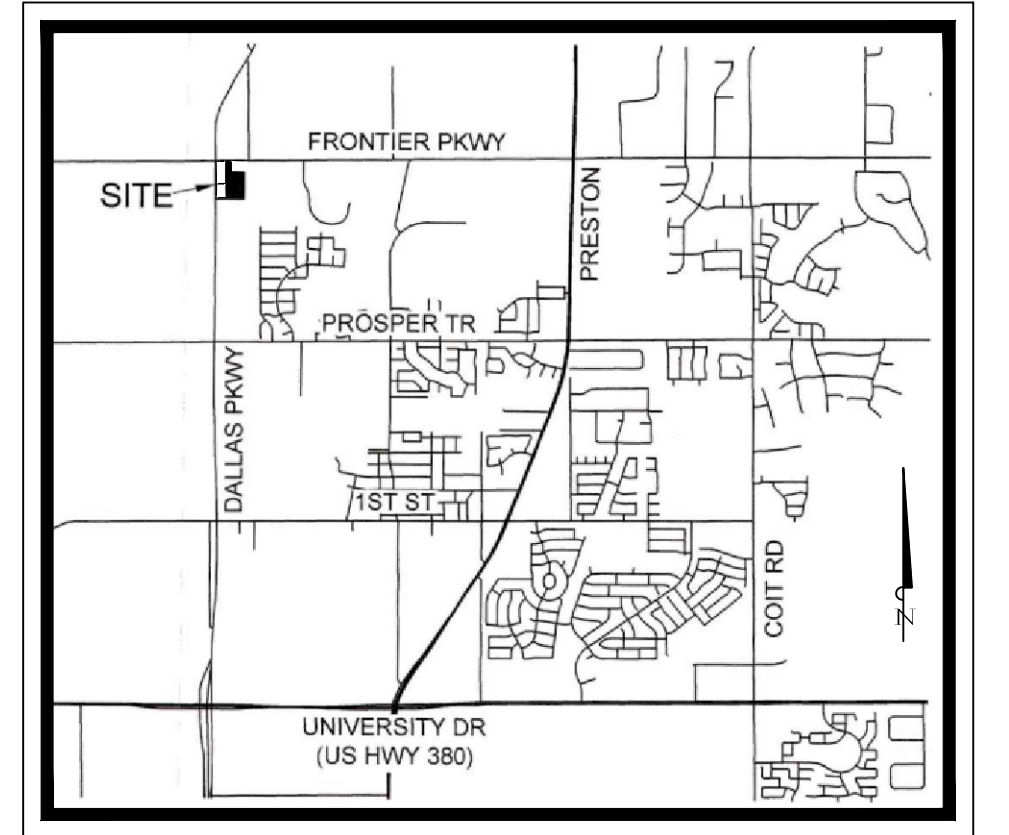 FRONTIER PKWY
SITE
PRESTON
PROSPER TR
DALLAS PKWY
1ST ST
COIT RD
N
UNIVERSITY DR
(US HWY 380)